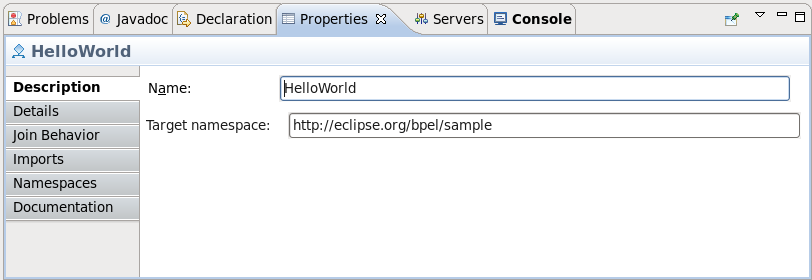 Problems @ Javadoc Declaration Properties Servers Console
HelloWorld
Description
Name: HelloWorld
Details
Target namespace: http://eclipse.org/bpel/sample
Join Behavior
Imports
Namespaces
Documentation